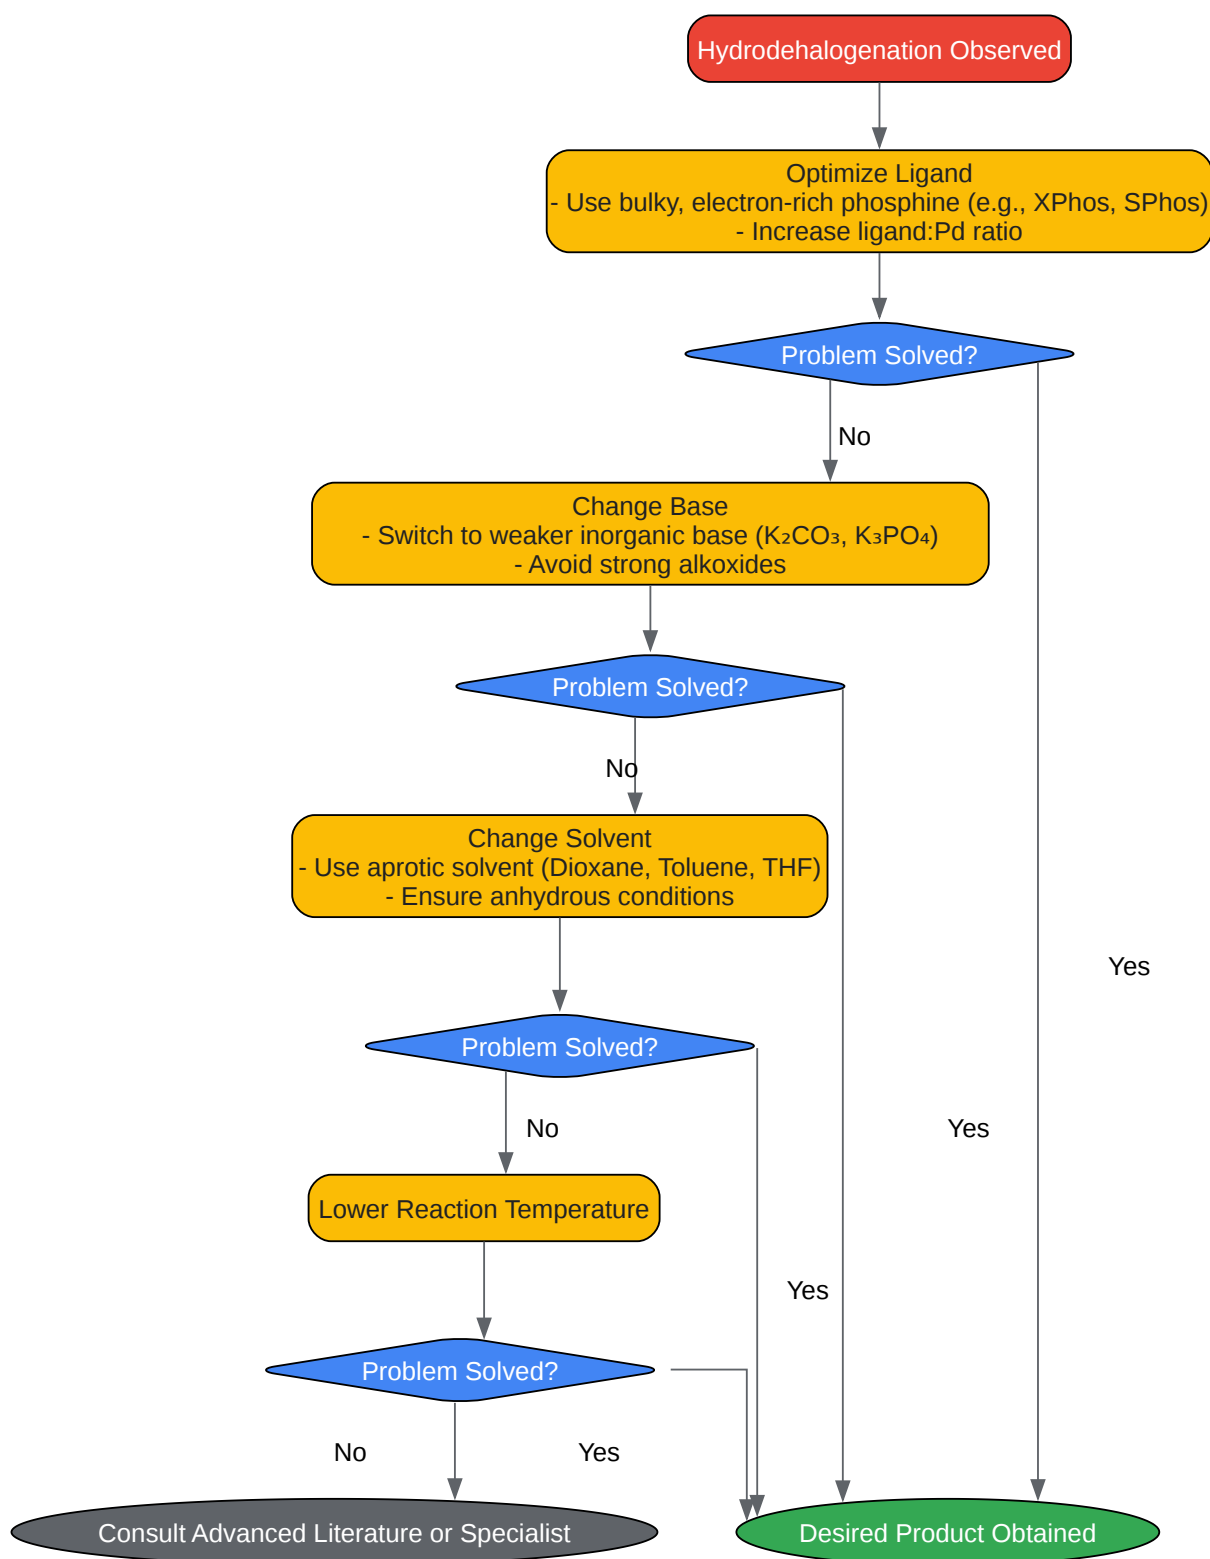 Hydrodehalogenation Observed
Optimize Ligand
- Use bulky, electron-rich phosphine (e.g., XPhos, SPhos)
- Increase ligand:Pd ratio
Problem Solved?
No
Change Base
- Switch to weaker inorganic base (K₂CO₃, K₃PO₄)
- Avoid strong alkoxides
Problem Solved?
No
Change Solvent
- Use aprotic solvent (Dioxane, Toluene, THF)
- Ensure anhydrous conditions
Yes
Problem Solved?
No
Yes
Lower Reaction Temperature
Yes
Problem Solved?
No
Yes
Consult Advanced Literature or Specialist
Desired Product Obtained